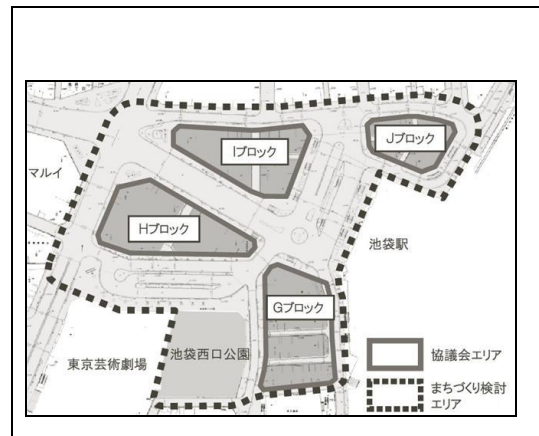 Jブロック
Iブロック
マルイ
Hブロック
池袋駅
Gブロック
東京芸術劇場
池袋西口公園
協議会エリア
まちづくり検討
エリア